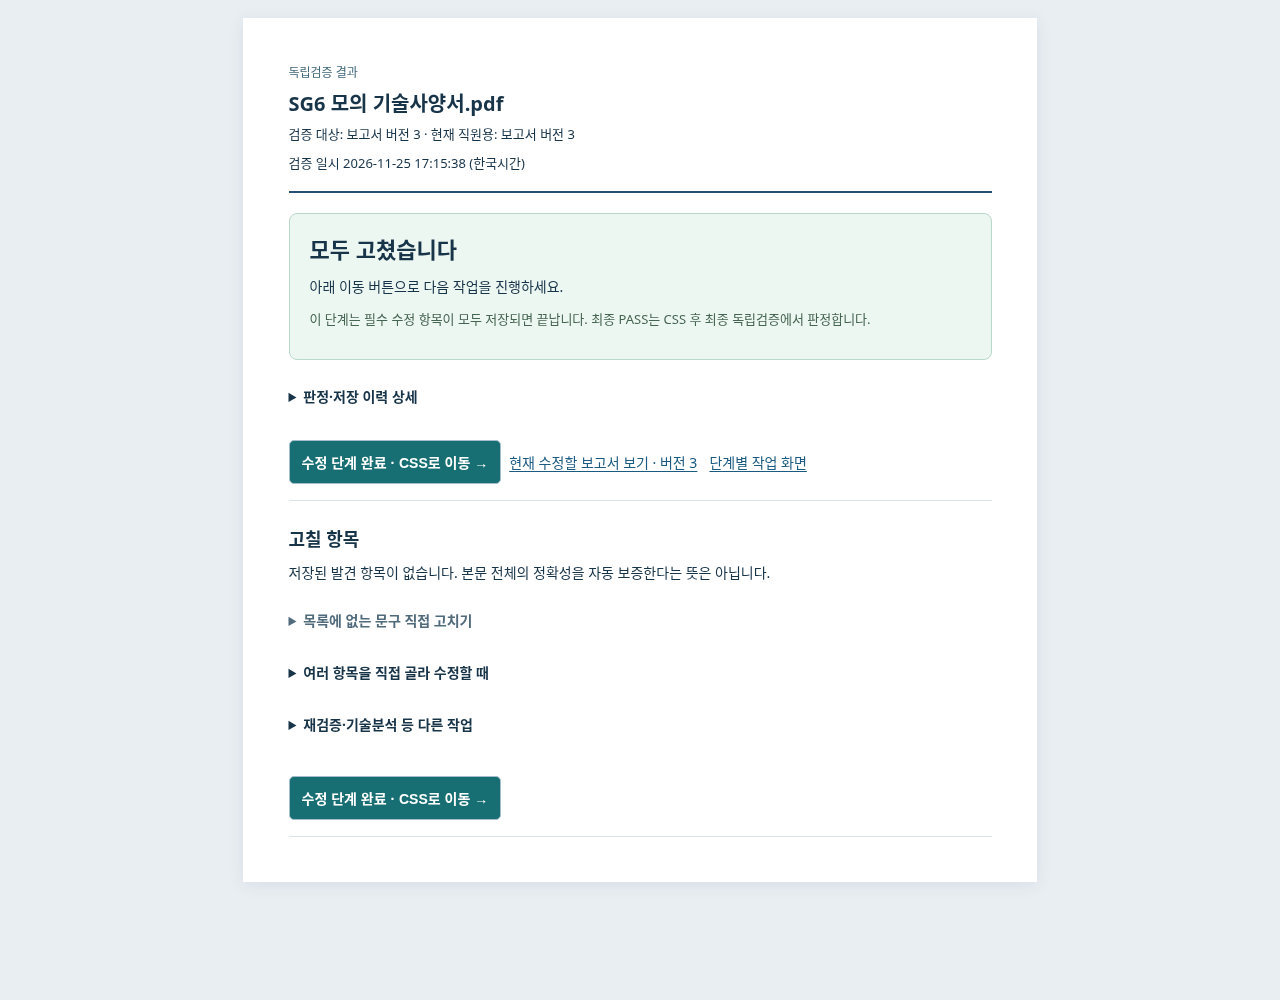 독립검증 결과
SG6 모의 기술사양서.pdf
검증 대상: 보고서 버전 3 · 현재 직원용: 보고서 버전 3
검증 일시 2026-11-25 17:15:38 (한국시간)
모두 고쳤습니다
아래 이동 버튼으로 다음 작업을 진행하세요.
이 단계는 필수 수정 항목이 모두 저장되면 끝납니다. 최종 PASS는 CSS 후 최종 독립검증에서 판정합니다.
▶ 판정·저장 이력 상세
수정 단계 완료 · CSS로 이동 → 현재 수정할 보고서 보기 · 버전 3 단계별 작업 화면
고칠 항목
저장된 발견 항목이 없습니다. 본문 전체의 정확성을 자동 보증한다는 뜻은 아닙니다.
▶ 목록에 없는 문구 직접 고치기
▶ 여러 항목을 직접 골라 수정할 때
▶ 재검증·기술분석 등 다른 작업
수정 단계 완료 · CSS로 이동 →